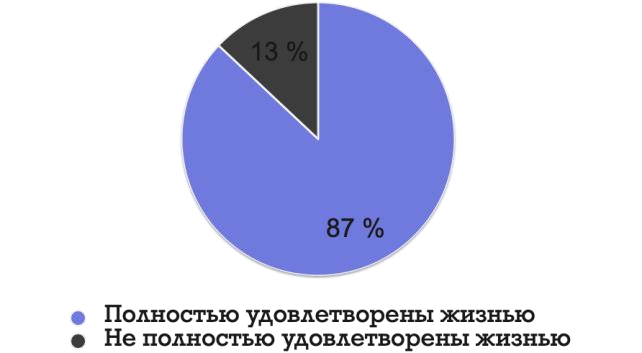 13 %
87 %
Полностью удовлетворены жизнью
Не полностью удовлетворены жизнью